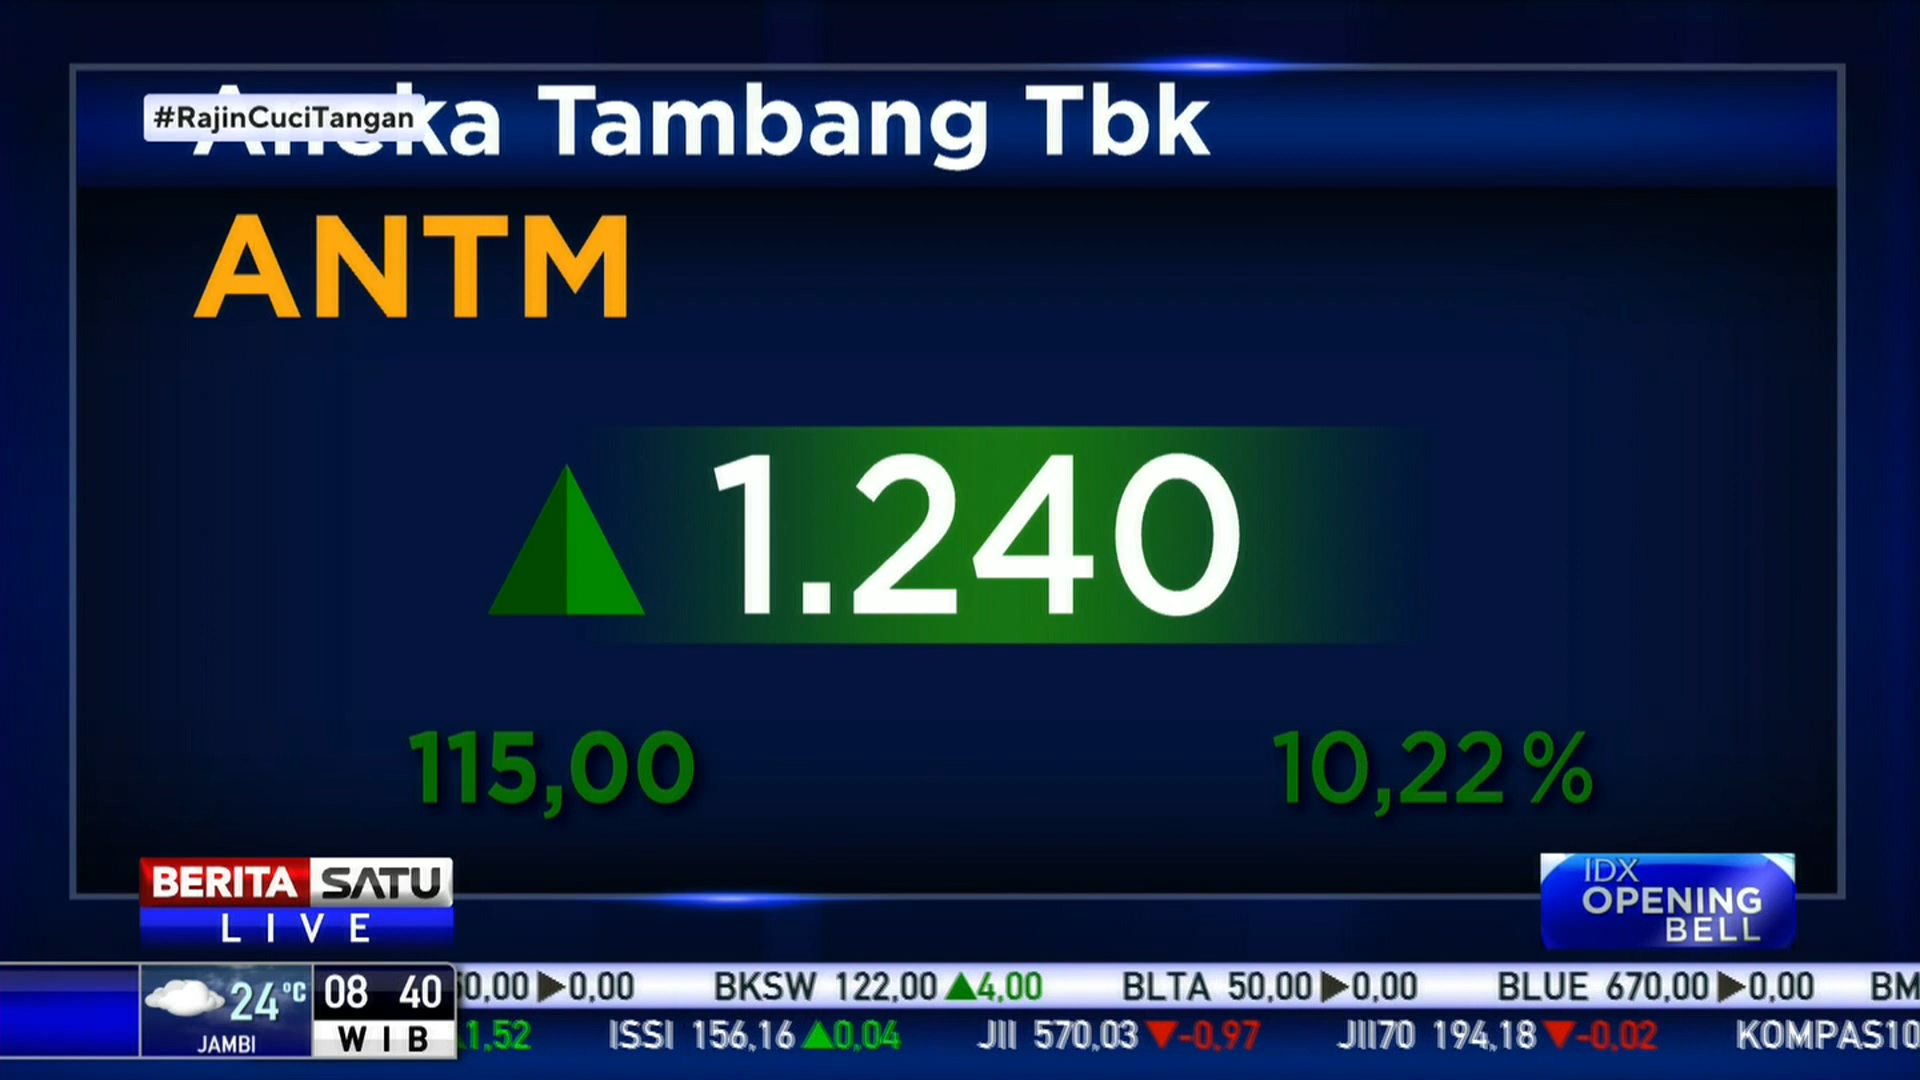 Aneka Tambang Tbk
#RajinCuciTangan
ANTM
1.240
115,00 10,22%
BERITA SATU
LIVE
IDX
OPENING
BELL
24°C
JAMBI
08 40
WIB
0,00 0,00 BKSW 122,00 4,00 BLTA 50,00 0,00 BLUE 670,00 0,00 BM
1,52 ISSI 156,16 0,04 JII 570,03 -0,97 JII70 194,18 -0,02 KOMPAS10